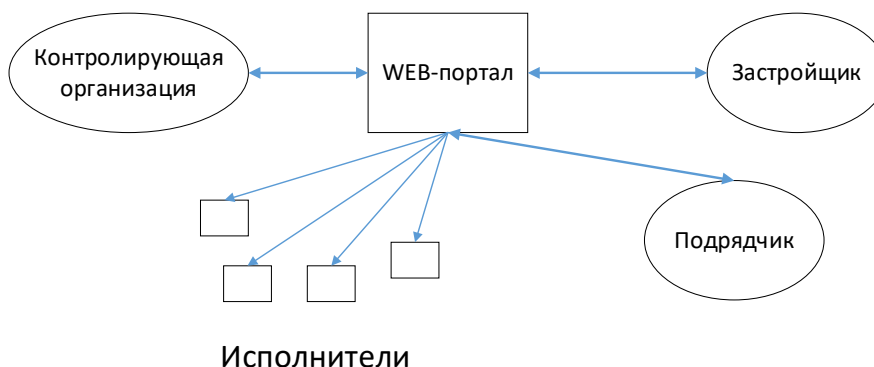 Контролирующая
организация
WEB-портал
Застройщик
Подрядчик
Исполнители